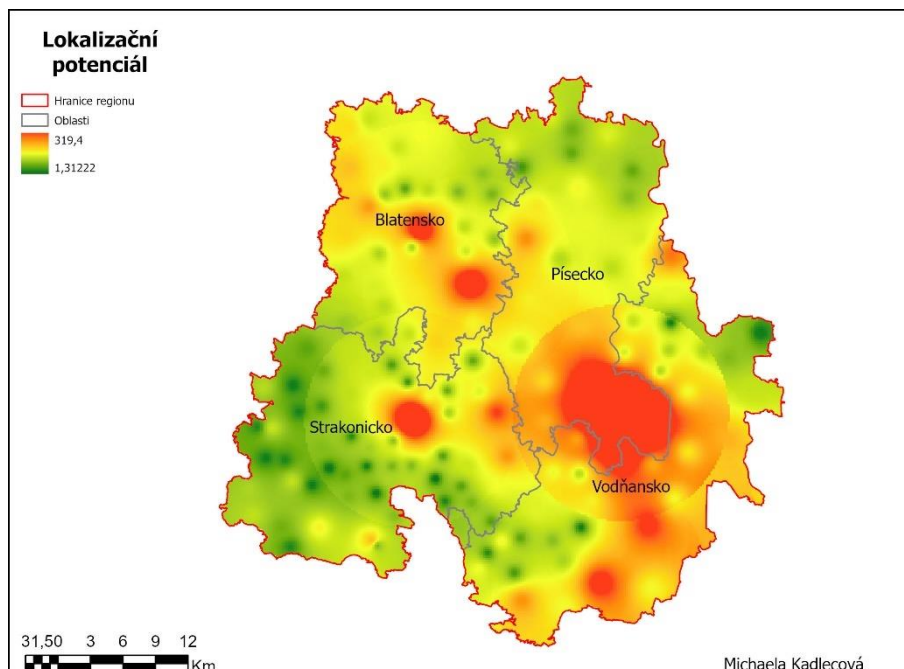 Lokalizační
potenciál
Hranice regionu
Oblasti
319,4
1,31222
Blatensko
Písecko
Strakonicko
Vodňansko
31,50 3 6 9 12
Km
Michaela Kadlecová